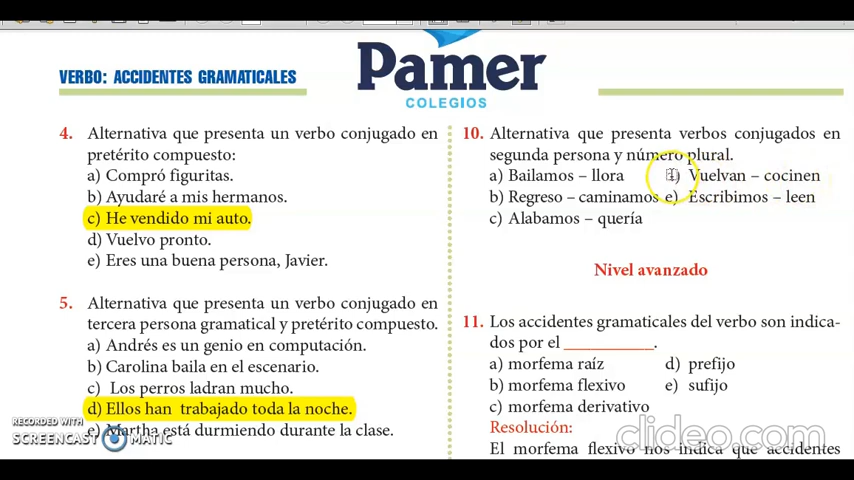 VERBO: ACCIDENTES GRAMATICALES
Pamer
COLEGIOS
4. Alternativa que presenta un verbo conjugado en
pretérito compuesto:
a) Compró figuritas.
b) Ayudaré a mis hermanos.
c) He vendido mi auto.
d) Vuelvo pronto.
e) Eres una buena persona, Javier.
5. Alternativa que presenta un verbo conjugado en
tercera persona gramatical y pretérito compuesto.
a) Andrés es un genio en computación.
b) Carolina baila en el escenario.
c) Los perros ladran mucho.
d) Ellos han trabajado toda la noche.
e) Martha está durmiendo durante la clase.
10. Alternativa que presenta verbos conjugados en
segunda persona y número plural.
a) Bailamos – llora
Vuelvan – cocinen
b) Regreso – caminamos e) Escribimos – leen
c) Alabamos – quería
Nivel avanzado
11. Los accidentes gramaticales del verbo son indica-
dos por el ___________.
a) morfema raíz d) prefijo
b) morfema flexivo e) sufijo
c) morfema derivativo
Resolución:
El morfema flexivo nos indica que accidentes
RECORDED WITH
SCREENCAST MATIC
clideo.com